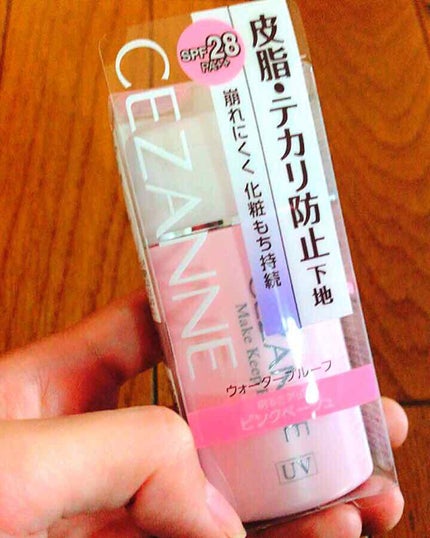 SPF28
PA++
皮脂・テカリ防止下地
崩れにくく 化粧もち持続
CEZANNE
Make Keep
ウォータープルーフ
ピンクベージュ
UV